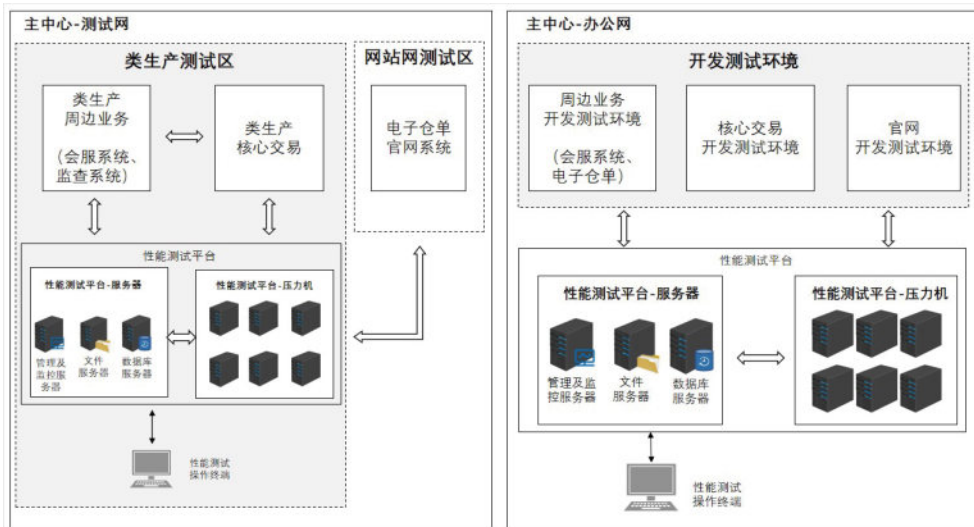 主中心-测试网
类生产测试区
类生产
周边业务
（会服系统、
监查系统）
类生产
核心交易
网站网测试区
电子仓单
官网系统
性能测试平台
性能测试平台-服务器
管理及
监控服
务器
文件
服务器
数据库
服务器
性能测试平台-压力机
性能测试
操作终端
主中心-办公网
开发测试环境
周边业务
开发测试环境
（会服系统、
电子仓单）
核心交易
开发测试环境
官网
开发测试环境
性能测试平台
性能测试平台-服务器
管理及监
控服务器
文件
服务器
数据库
服务器
性能测试平台-压力机
性能测试
操作终端